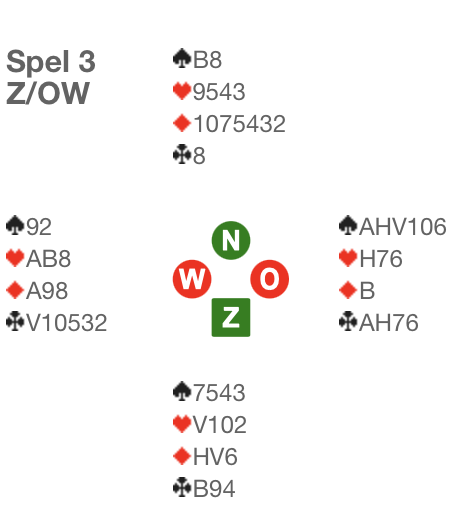 Spel 3
Z/OW
♠B8
♥9543
♦1075432
♣8
♠92
♥AB8
♦A98
♣V10532
N
W O
Z
♠AHV106
♥H76
♦B
♣AH76
♠7543
♥V102
♦HV6
♣B94